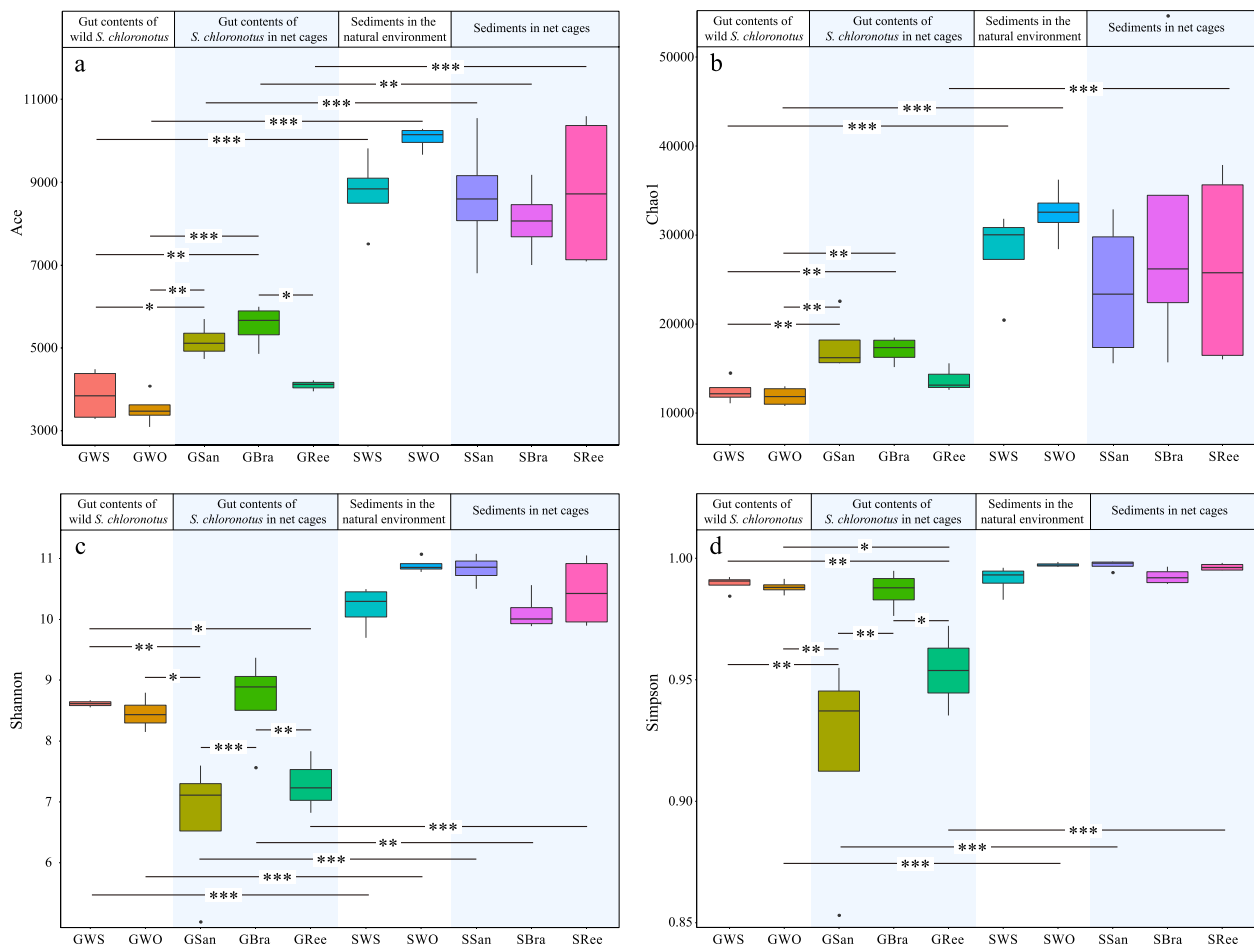 Gut contents of
wild S. chloronotus
Gut contents of
S. chloronotus in net cages
Sediments in the
natural environment
Sediments in net cages
a
***
**
***
***
***
***
**
**
*
*
Ace
11000
9000
7000
5000
3000
GWS GWO GSan GBra GRee SWS SWO SSan SBra SRee
Gut contents of
wild S. chloronotus
Gut contents of
S. chloronotus in net cages
Sediments in the
natural environment
Sediments in net cages
b
***
***
***
**
**
**
**
Chao1
50000
40000
30000
20000
10000
GWS GWO GSan GBra GRee SWS SWO SSan SBra SRee
Gut contents of
wild S. chloronotus
Gut contents of
S. chloronotus in net cages
Sediments in the
natural environment
Sediments in net cages
c
*
**
*
**
***
***
**
***
***
***
Shannon
11
10
9
8
7
6
GWS GWO GSan GBra GRee SWS SWO SSan SBra SRee
Gut contents of
wild S. chloronotus
Gut contents of
S. chloronotus in net cages
Sediments in the
natural environment
Sediments in net cages
d
*
**
*
**
**
**
***
***
***
Simpson
1.00
0.95
0.90
0.85
GWS GWO GSan GBra GRee SWS SWO SSan SBra SRee